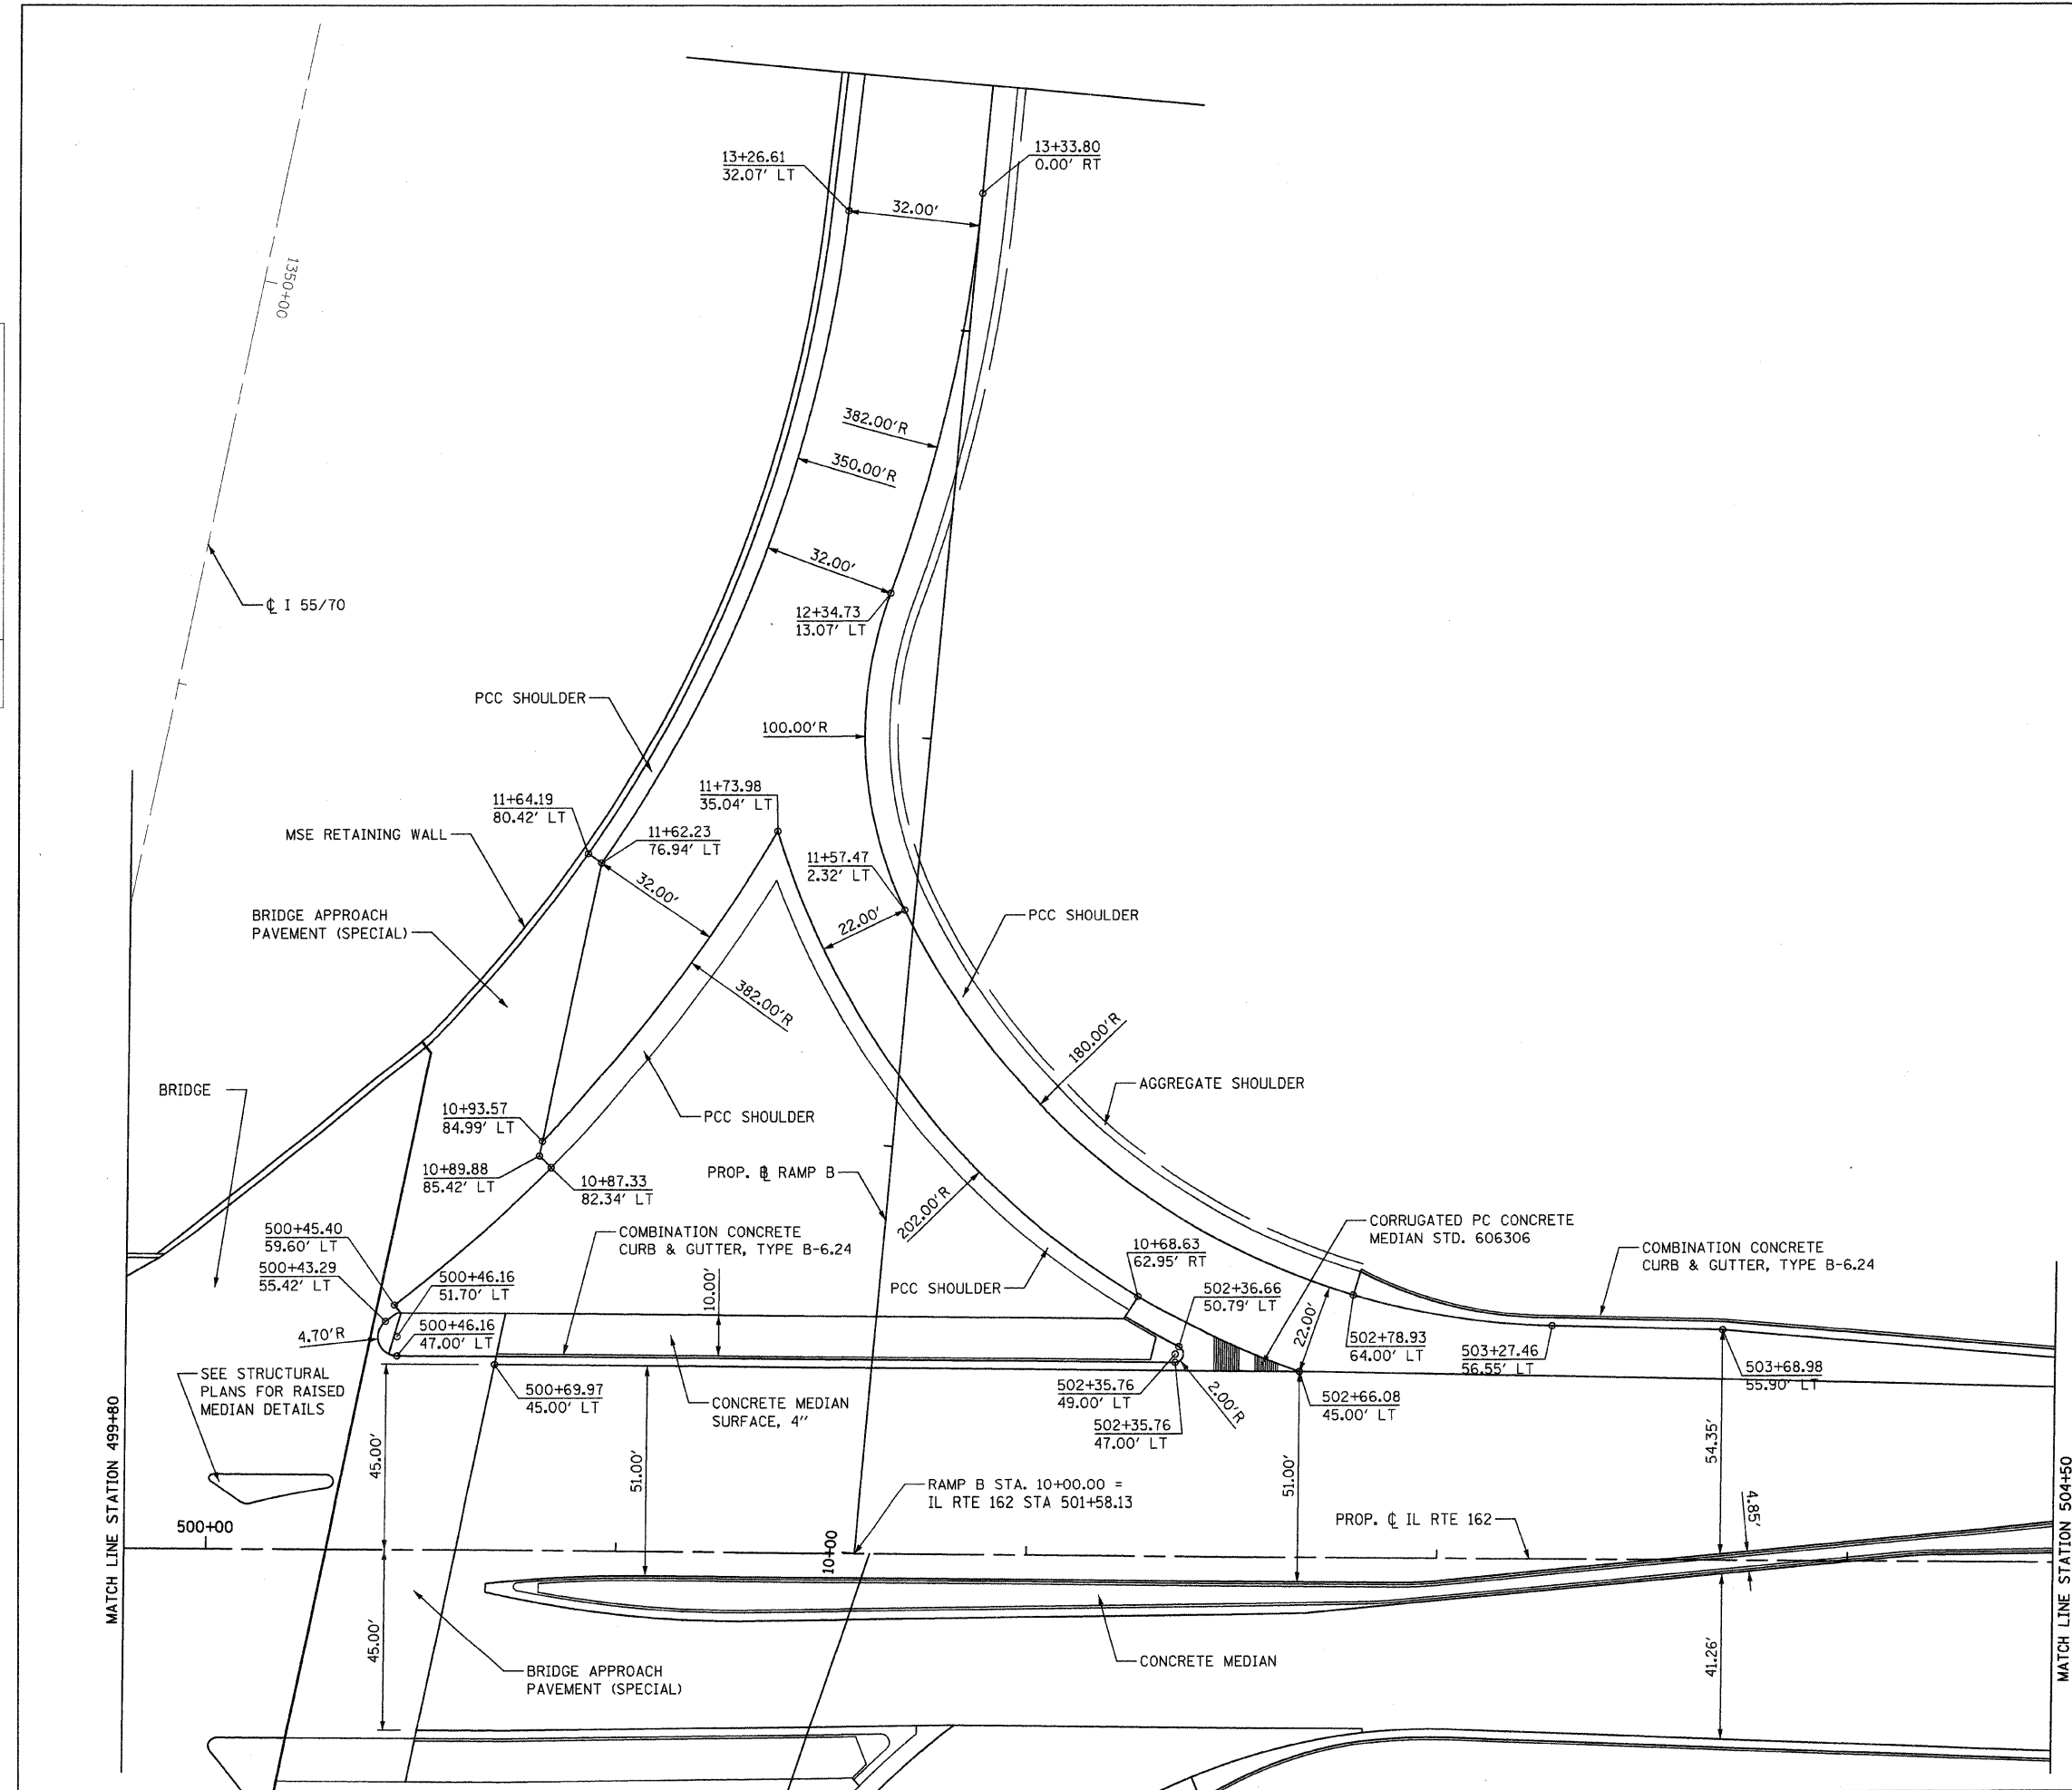 13+26.61
32.07' LT
13+33.80
0.00' RT
32.00'
1350+00
382.00'R
350.00'R
32.00'
℄ I 55/70
12+34.73
13.07' LT
PCC SHOULDER
100.00'R
11+64.19
80.42' LT
11+73.98
35.04' LT
MSE RETAINING WALL
11+62.23
76.94' LT
11+57.47
2.32' LT
32.00'
22.00'
BRIDGE APPROACH
PAVEMENT (SPECIAL)
PCC SHOULDER
382.00'R
180.00'R
BRIDGE
AGGREGATE SHOULDER
10+93.57
84.99' LT
PCC SHOULDER
10+89.88
85.42' LT
10+87.33
82.34' LT
PROP. ⅊ RAMP B
202.00'R
500+45.40
59.60' LT
COMBINATION CONCRETE
CURB & GUTTER, TYPE B-6.24
CORRUGATED PC CONCRETE
MEDIAN STD. 606306
COMBINATION CONCRETE
CURB & GUTTER, TYPE B-6.24
10+68.63
62.95' RT
500+43.29
55.42' LT
500+46.16
51.70' LT
10.00'
PCC SHOULDER
502+36.66
50.79' LT
22.00'
502+78.93
64.00' LT
4.70'R
500+46.16
47.00' LT
503+27.46
56.55' LT
503+68.98
55.90' LT
SEE STRUCTURAL
PLANS FOR RAISED
MEDIAN DETAILS
500+69.97
45.00' LT
CONCRETE MEDIAN
SURFACE, 4"
502+35.76
49.00' LT
2.00'R
502+35.76
47.00' LT
502+66.08
45.00' LT
MATCH LINE STATION 499+80
45.00'
51.00'
51.00'
54.35'
RAMP B STA. 10+00.00 =
IL RTE 162 STA 501+58.13
4.85'
MATCH LINE STATION 504+50
500+00
10+00
PROP. ℄ IL RTE 162
45.00'
BRIDGE APPROACH
PAVEMENT (SPECIAL)
CONCRETE MEDIAN
41.26'